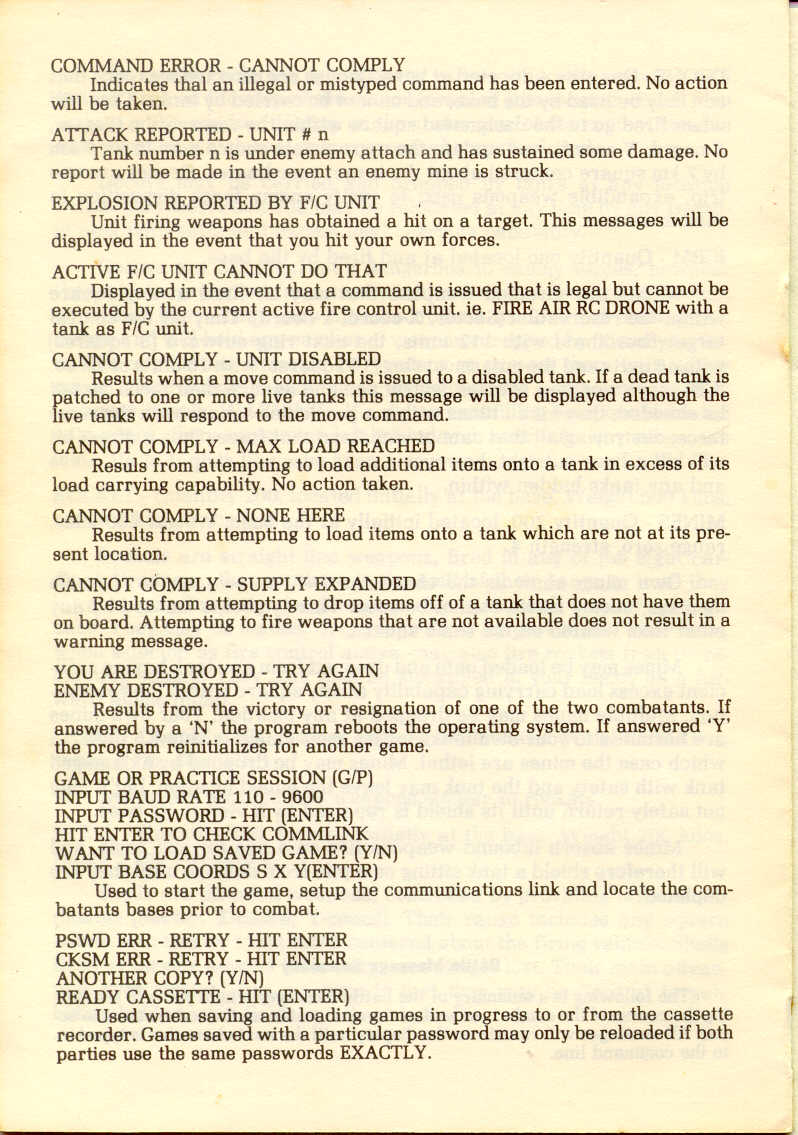 COMMAND ERROR - CANNOT COMPLY
Indicates thal an illegal or mistyped command has been entered. No action
will be taken.
ATTACK REPORTED - UNIT # n
Tank number n is under enemy attach and has sustained some damage. No
report will be made in the event an enemy mine is struck.
EXPLOSION REPORTED BY F/C UNIT
Unit firing weapons has obtained a hit on a target. This messages will be
displayed in the event that you hit your own forces.
ACTIVE F/C UNIT CANNOT DO THAT
Displayed in the event that a command is issued that is legal but cannot be
executed by the current active fire control unit. ie. FIRE AIR RC DRONE with a
tank as F/C unit.
CANNOT COMPLY - UNIT DISABLED
Results when a move command is issued to a disabled tank. If a dead tank is
patched to one or more live tanks this message will be displayed although the
live tanks will respond to the move command.
CANNOT COMPLY - MAX LOAD REACHED
Resuls from attempting to load additional items onto a tank in excess of its
load carrying capability. No action taken.
CANNOT COMPLY - NONE HERE
Results from attempting to load items onto a tank which are not at its pre-
sent location.
CANNOT COMPLY - SUPPLY EXPANDED
Results from attempting to drop items off of a tank that does not have them
on board. Attempting to fire weapons that are not available does not result in a
warning message.
YOU ARE DESTROYED - TRY AGAIN
ENEMY DESTROYED - TRY AGAIN
Results from the victory or resignation of one of the two combatants. If
answered by a ‘N’ the program reboots the operating system. If answered ‘Y’
the program reinitializes for another game.
GAME OR PRACTICE SESSION (G/P)
INPUT BAUD RATE 110 - 9600
INPUT PASSWORD - HIT (ENTER)
HIT ENTER TO CHECK COMMLINK
WANT TO LOAD SAVED GAME? (Y/N)
INPUT BASE COORDS S X Y(ENTER)
Used to start the game, setup the communications link and locate the com-
batants bases prior to combat.
PSWD ERR - RETRY - HIT ENTER
CKSM ERR - RETRY - HIT ENTER
ANOTHER COPY? (Y/N)
READY CASSETTE - HIT (ENTER)
Used when saving and loading games in progress to or from the cassette
recorder. Games saved with a particular password may only be reloaded if both
parties use the same passwords EXACTLY.